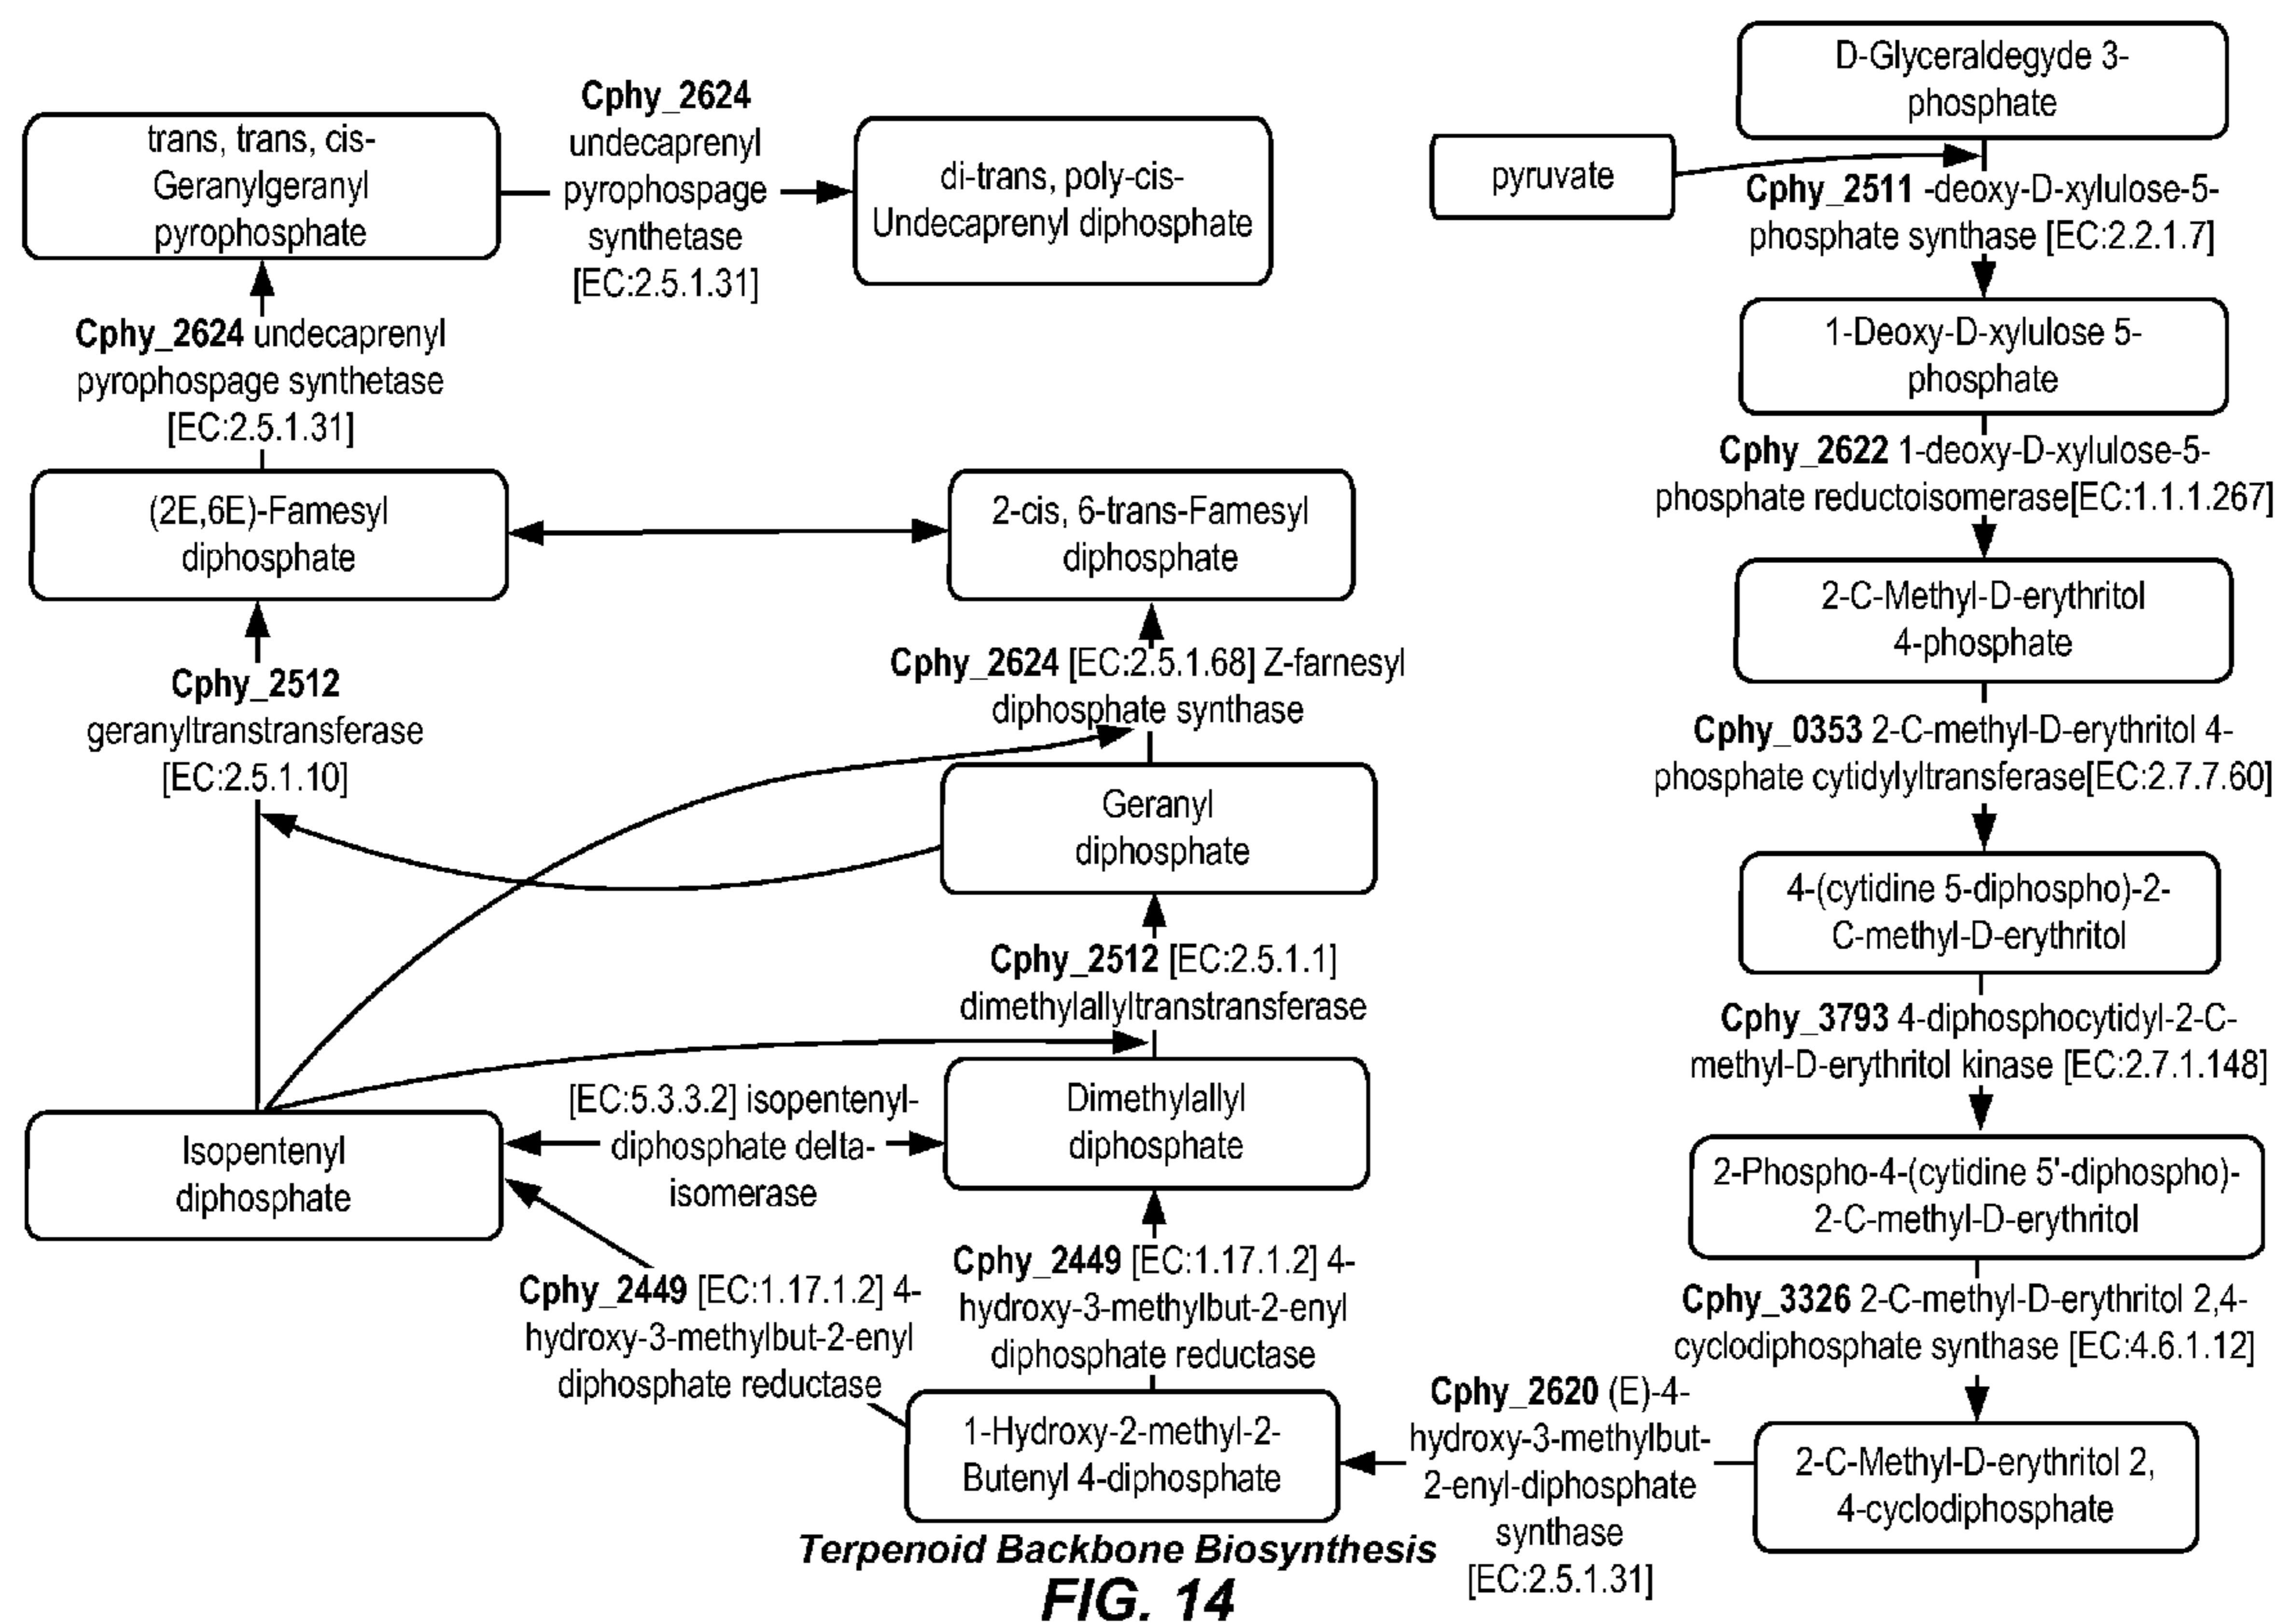 D-Glyceraldegyde 3-
phosphate
pyruvate
Cphy_2511 -deoxy-D-xylulose-5-
phosphate synthase [EC:2.2.1.7]
1-Deoxy-D-xylulose 5-
phosphate
Cphy_2622 1-deoxy-D-xylulose-5-
phosphate reductoisomerase[EC:1.1.1.267]
2-C-Methyl-D-erythritol
4-phosphate
Cphy_0353 2-C-methyl-D-erythritol 4-
phosphate cytidylyltransferase[EC:2.7.7.60]
4-(cytidine 5-diphospho)-2-
C-methyl-D-erythritol
Cphy_3793 4-diphosphocytidyl-2-C-
methyl-D-erythritol kinase [EC:2.7.1.148]
2-Phospho-4-(cytidine 5'-diphospho)-
2-C-methyl-D-erythritol
Cphy_3326 2-C-methyl-D-erythritol 2,4-
cyclodiphosphate synthase [EC:4.6.1.12]
2-C-Methyl-D-erythritol 2,
4-cyclodiphosphate
Cphy_2620 (E)-4-
hydroxy-3-methylbut-
2-enyl-diphosphate
synthase
[EC:2.5.1.31]
1-Hydroxy-2-methyl-2-
Butenyl 4-diphosphate
Cphy_2449 [EC:1.17.1.2] 4-
hydroxy-3-methylbut-2-enyl
diphosphate reductase
Cphy_2449 [EC:1.17.1.2] 4-
hydroxy-3-methylbut-2-enyl
diphosphate reductase
Isopentenyl
diphosphate
[EC:5.3.3.2] isopentenyl-
diphosphate delta-
isomerase
Dimethylallyl
diphosphate
Cphy_2512 [EC:2.5.1.1]
dimethylallyltranstransferase
Geranyl
diphosphate
Cphy_2624 [EC:2.5.1.68] Z-farnesyl
diphosphate synthase
2-cis, 6-trans-Famesyl
diphosphate
Cphy_2512
geranyltranstransferase
[EC:2.5.1.10]
(2E,6E)-Famesyl
diphosphate
Cphy_2624 undecaprenyl
pyrophospage synthetase
[EC:2.5.1.31]
trans, trans, cis-
Geranylgeranyl
pyrophosphate
Cphy_2624
undecaprenyl
pyrophospage
synthetase
[EC:2.5.1.31]
di-trans, poly-cis-
Undecaprenyl diphosphate
Terpenoid Backbone Biosynthesis
FIG. 14